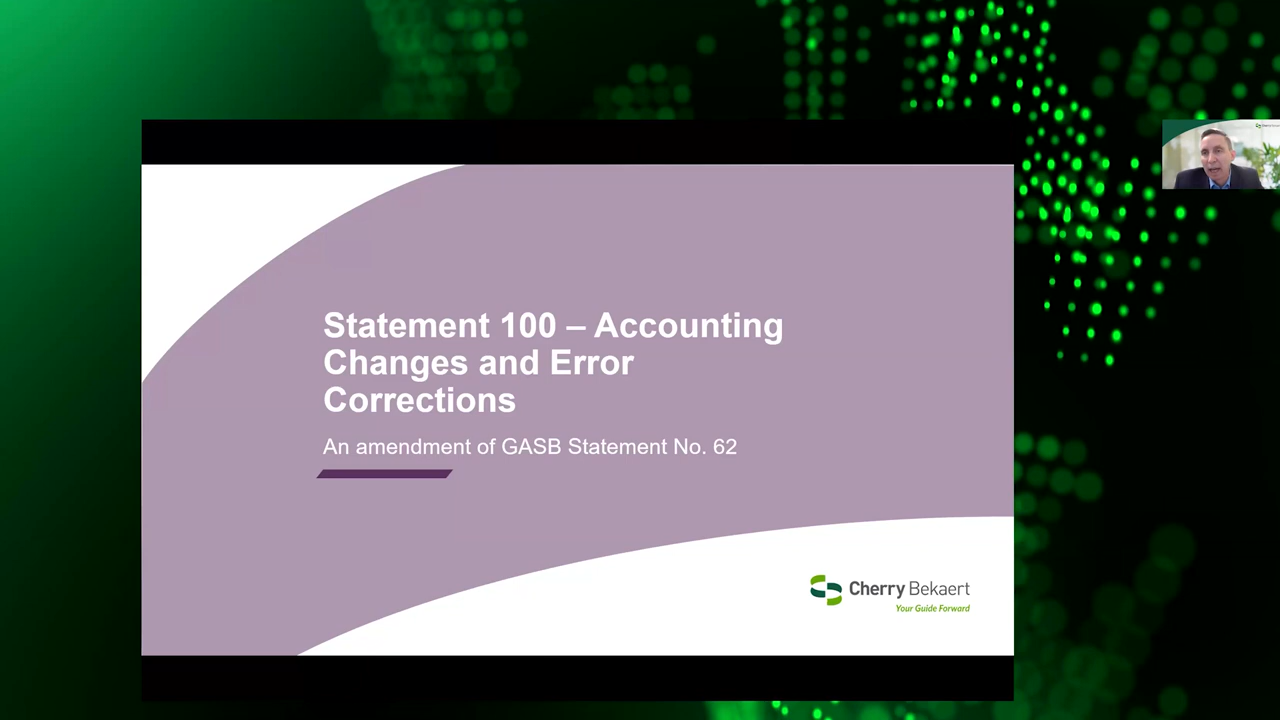 Statement 100 – Accounting
Changes and Error
Corrections
An amendment of GASB Statement No. 62
Cherry Bekaert
Your Guide Forward